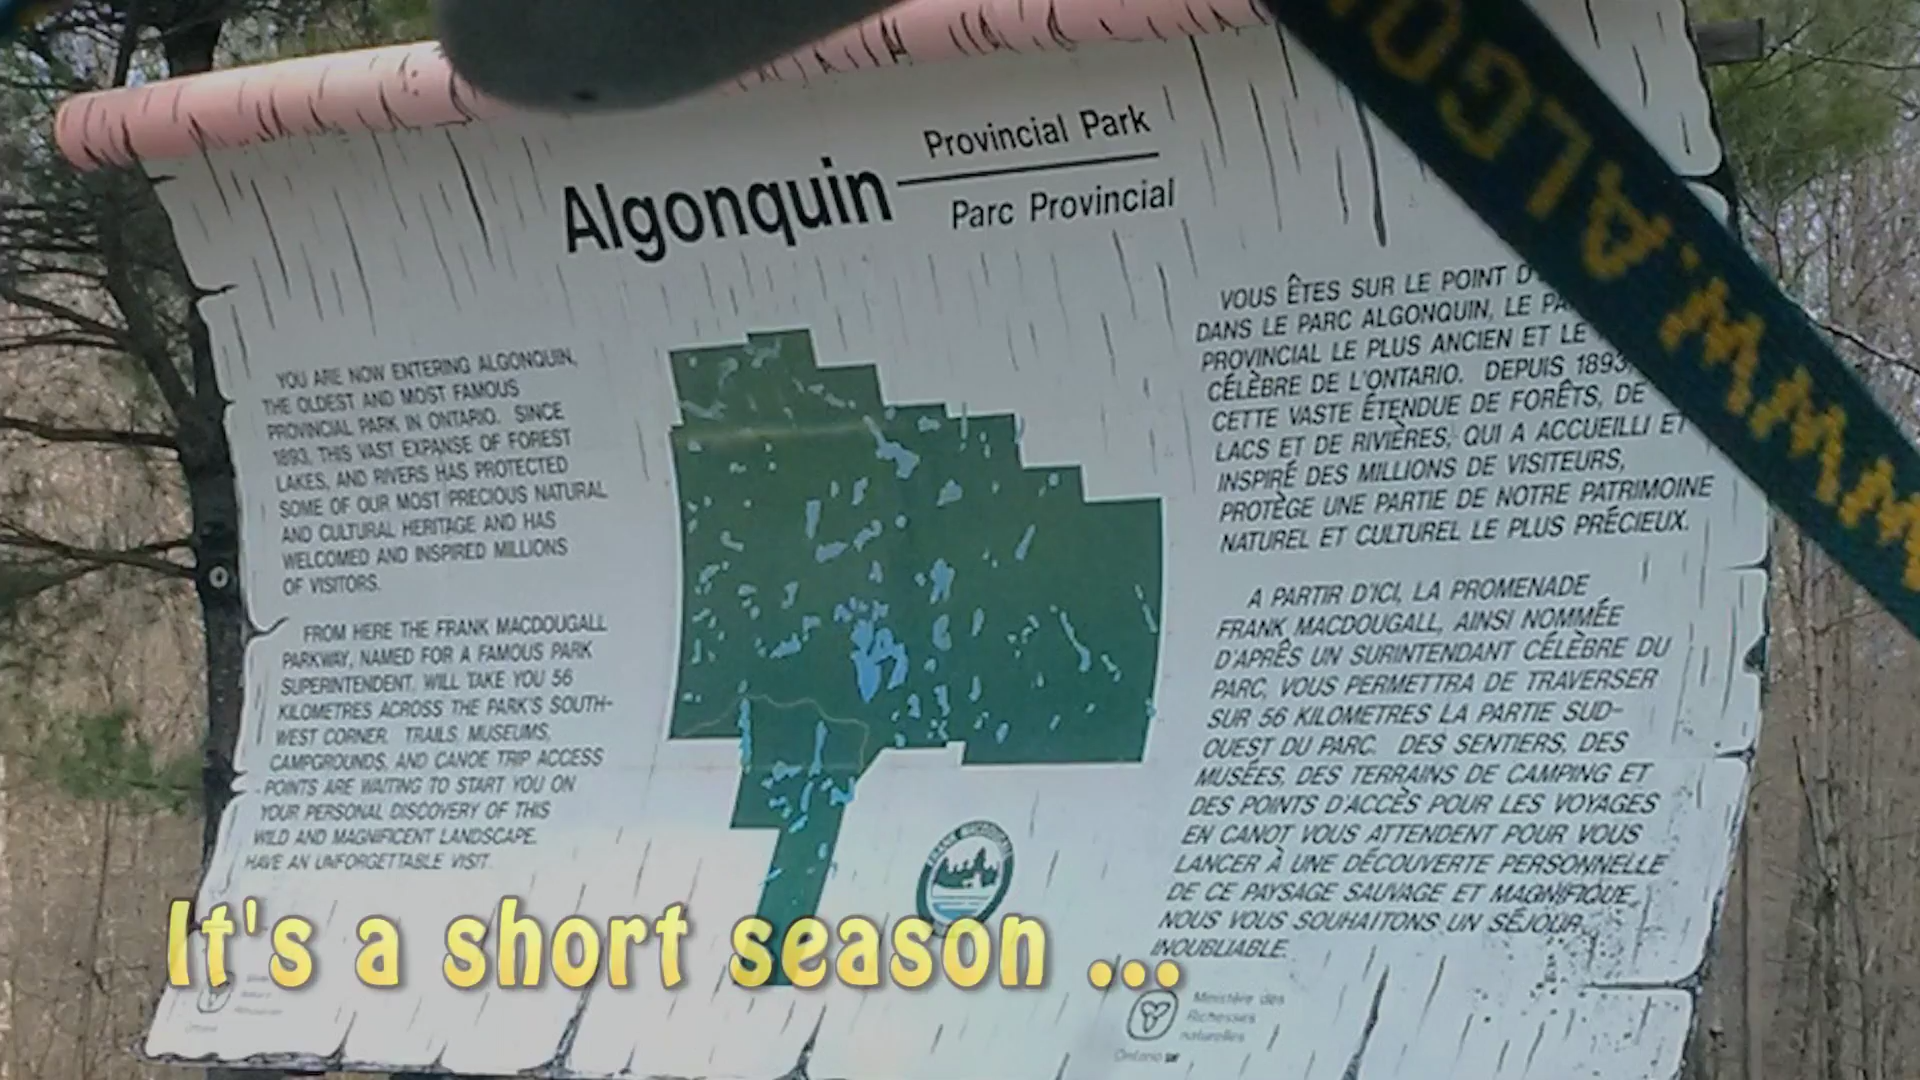 Algonquin
Provincial Park
Parc Provincial
YOU ARE NOW ENTERING ALGONQUIN,
THE OLDEST AND MOST FAMOUS
PROVINCIAL PARK IN ONTARIO. SINCE
1893, THIS VAST EXPANSE OF FOREST
LAKES, AND RIVERS HAS PROTECTED
SOME OF OUR MOST PRECIOUS NATURAL
AND CULTURAL HERITAGE AND HAS
WELCOMED AND INSPIRED MILLIONS
OF VISITORS.
FROM HERE THE FRANK MACDOUGALL
PARKWAY, NAMED FOR A FAMOUS PARK
SUPERINTENDENT, WILL TAKE YOU 56
KILOMETRES ACROSS THE PARK'S SOUTH-
WEST CORNER. TRAILS, MUSEUMS,
CAMPGROUNDS, AND CANOE TRIP ACCESS
POINTS ARE WAITING TO START YOU ON
YOUR PERSONAL DISCOVERY OF THIS
WILD AND MAGNIFICENT LANDSCAPE.
HAVE AN UNFORGETTABLE VISIT.
VOUS ÊTES SUR LE POINT D'
DANS LE PARC ALGONQUIN, LE PA
PROVINCIAL LE PLUS ANCIEN ET LE
CÉLÈBRE DE L'ONTARIO. DEPUIS 1893,
CETTE VASTE ÉTENDUE DE FORÊTS, DE
LACS ET DE RIVIÈRES, QUI A ACCUEILLI ET
INSPIRÉ DES MILLIONS DE VISITEURS,
PROTÈGE UNE PARTIE DE NOTRE PATRIMOINE
NATUREL ET CULTUREL LE PLUS PRÉCIEUX.
A PARTIR D'ICI, LA PROMENADE
FRANK MACDOUGALL, AINSI NOMMÉE
D'APRÈS UN SURINTENDANT CÉLÈBRE DU
PARC, VOUS PERMETTRA DE TRAVERSER
SUR 56 KILOMETRES LA PARTIE SUD-
OUEST DU PARC. DES SENTIERS, DES
MUSÉES, DES TERRAINS DE CAMPING ET
DES POINTS D'ACCÈS POUR LES VOYAGES
EN CANOT VOUS ATTENDENT POUR VOUS
LANCER À UNE DÉCOUVERTE PERSONNELLE
DE CE PAYSAGE SAUVAGE ET MAGNIFIQUE.
NOUS VOUS SOUHAITONS UN SÉJOUR
INOUBLIABLE.
Ministère des
Richesses
naturelles
Ontario
WWW.ALGO
It's a short season ...